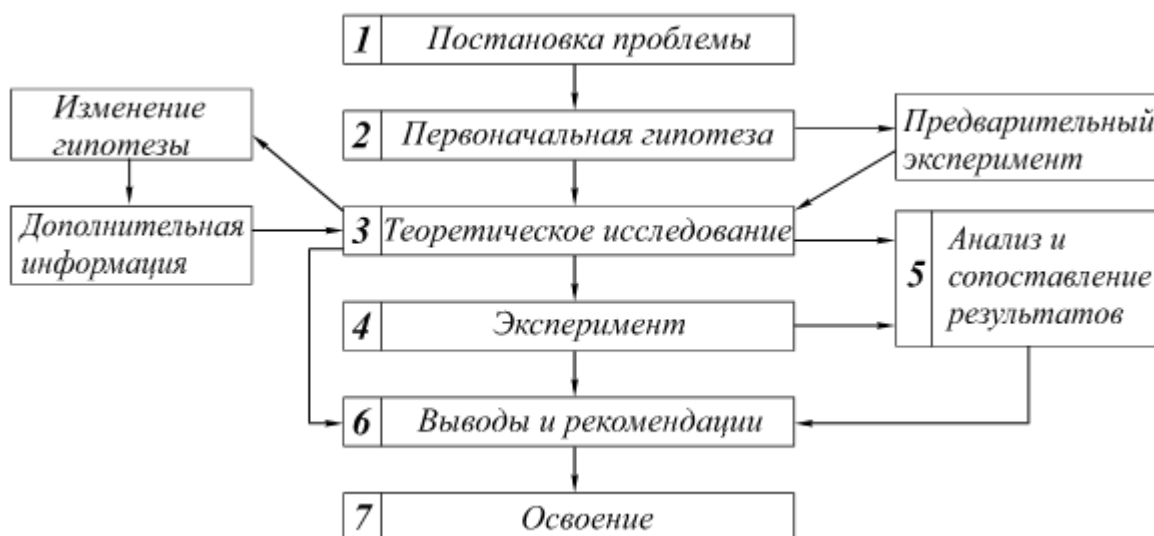 1 Постановка проблемы
Изменение
гипотезы
2 Первоначальная гипотеза
Предварительный
эксперимент
Дополнительная
информация
3 Теоретическое исследование
5 Анализ и
сопоставление
результатов
4 Эксперимент
6 Выводы и рекомендации
7 Освоение